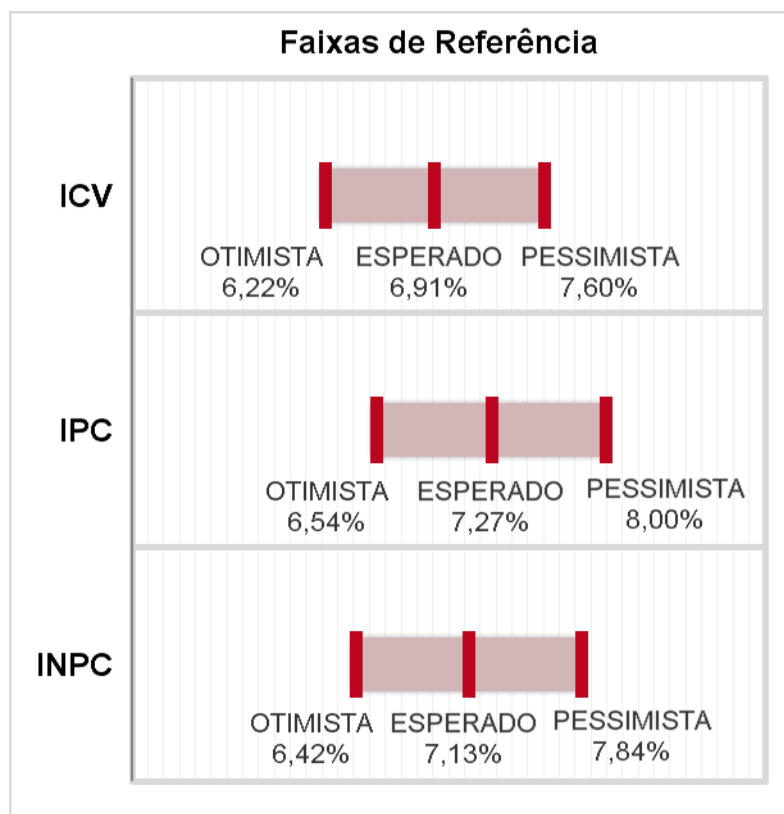 Faixas de Referência
ICV
OTIMISTA ESPERADO PESSIMISTA
6,22% 6,91% 7,60%
IPC
OTIMISTA ESPERADO PESSIMISTA
6,54% 7,27% 8,00%
INPC
OTIMISTA ESPERADO PESSIMISTA
6,42% 7,13% 7,84%